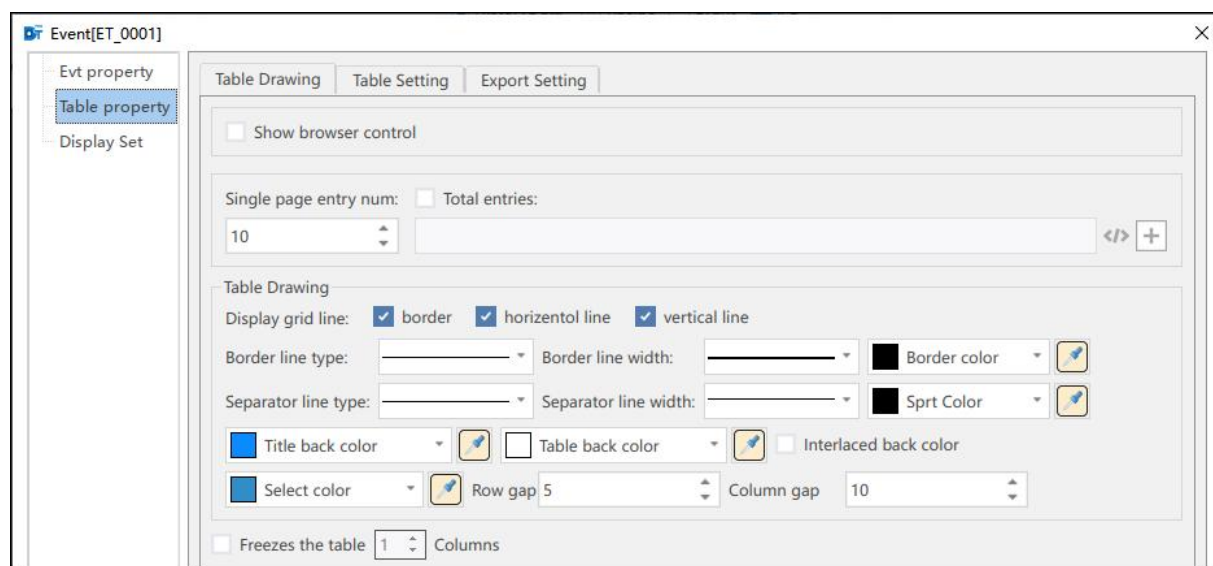 DT Event[ET_0001]
Evt property
Table property
Display Set
Table Drawing Table Setting Export Setting
Show browser control
Single page entry num: Total entries:
10 </>
Table Drawing
Display grid line: border horizentol line vertical line
Border line type: Border line width: Border color
Separator line type: Separator line width: Sprt Color
Title back color Table back color Interlaced back color
Select color Row gap 5 Column gap 10
Freezes the table 1 Columns